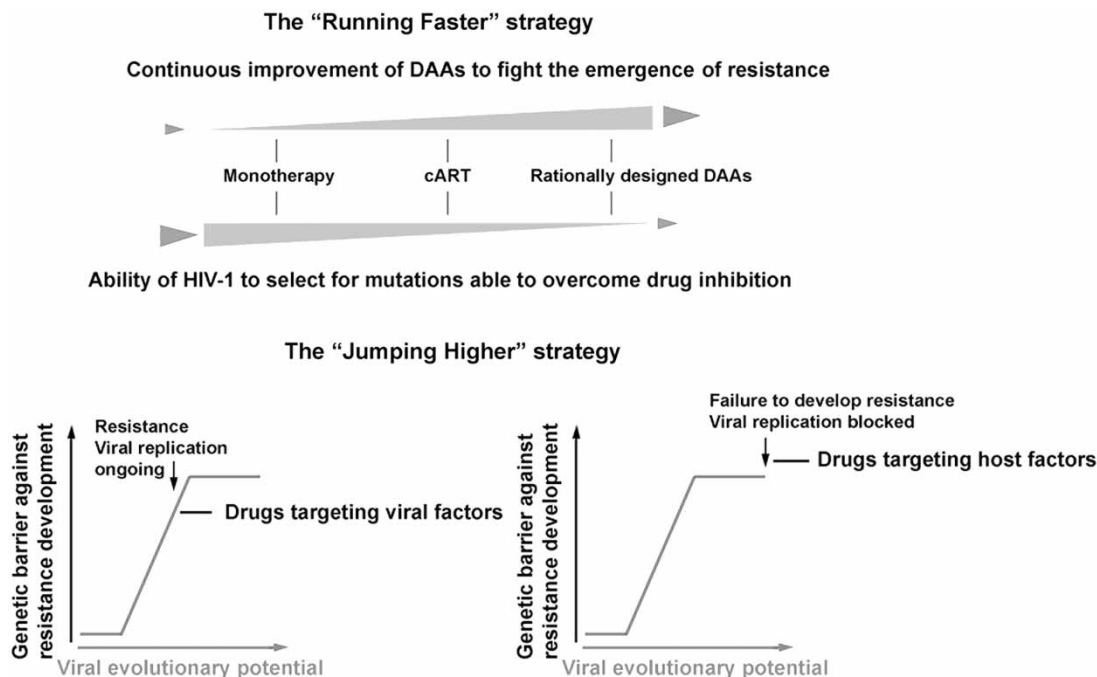 The “Running Faster” strategy
Continuous improvement of DAAs to fight the emergence of resistance
Monotherapy
cART
Rationally designed DAAs
Ability of HIV-1 to select for mutations able to overcome drug inhibition
The “Jumping Higher” strategy
Genetic barrier against
resistance development
Resistance
Viral replication
ongoing
Drugs targeting viral factors
Viral evolutionary potential
Genetic barrier against
resistance development
Failure to develop resistance
Viral replication blocked
Drugs targeting host factors
Viral evolutionary potential